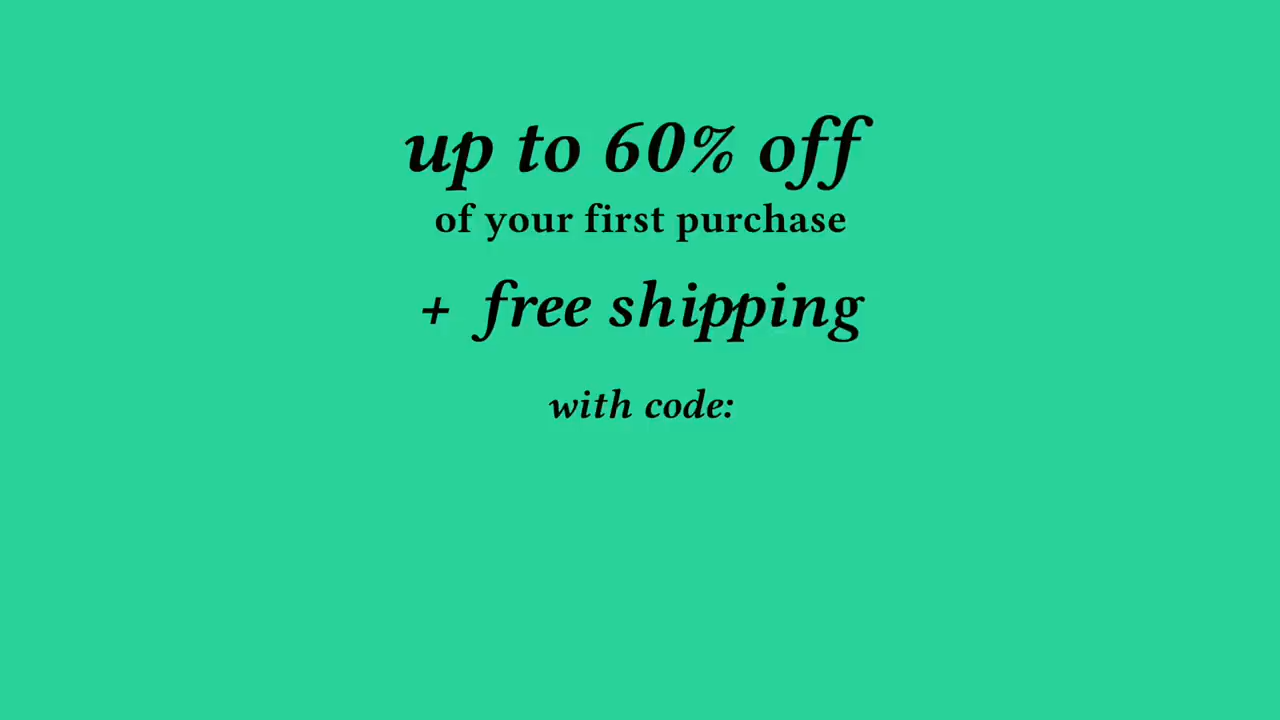 up to 60% off
of your first purchase
+ free shipping
with code: